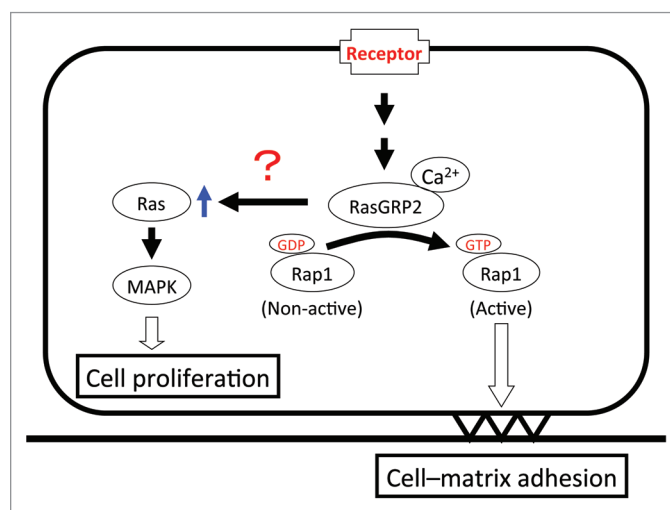 Receptor
?
Ca2+
Ras
RasGRP2
GDP
GTP
Rap1
Rap1
MAPK
(Non-active)
(Active)
Cell proliferation
Cell–matrix adhesion